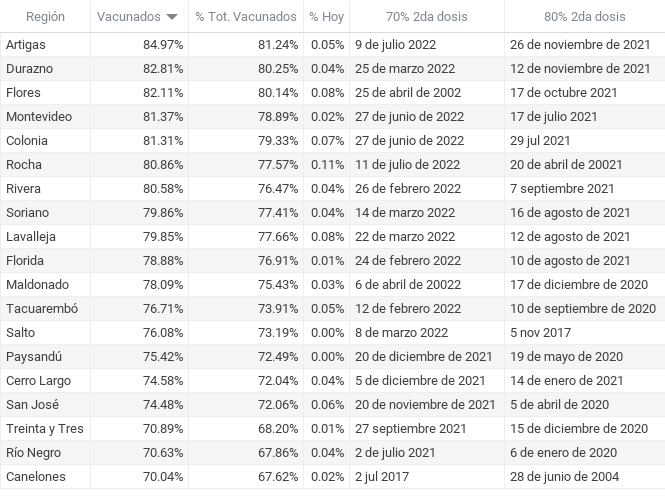 Región Vacunados % Tot. Vacunados % Hoy 70% 2da dosis 80% 2da dosis
Artigas 84.97% 81.24% 0.05% 9 de julio 2022 26 de noviembre de 2021
Durazno 82.81% 80.25% 0.04% 25 de marzo 2022 12 de noviembre de 2021
Flores 82.11% 80.14% 0.08% 25 de abril de 2002 17 de octubre 2021
Montevideo 81.37% 78.89% 0.02% 27 de junio 2022 17 de julio 2021
Colonia 81.31% 79.33% 0.07% 27 de junio de 2022 29 jul 2021
Rocha 80.86% 77.57% 0.11% 11 de julio de 2022 20 de abril de 20021
Rivera 80.58% 76.47% 0.04% 26 de febrero 2022 7 septiembre 2021
Soriano 79.86% 77.41% 0.04% 14 de marzo 2022 16 de agosto de 2021
Lavalleja 79.85% 77.66% 0.08% 22 de marzo 2022 12 de agosto de 2021
Florida 78.88% 76.91% 0.01% 24 de febrero 2022 10 de agosto de 2021
Maldonado 78.09% 75.43% 0.03% 6 de abril de 20022 17 de diciembre de 2020
Tacuarembó 76.71% 73.91% 0.05% 12 de febrero 2022 10 de septiembre de 2020
Salto 76.08% 73.19% 0.00% 8 de marzo 2022 5 nov 2017
Paysandú 75.42% 72.49% 0.00% 20 de diciembre de 2021 19 de mayo de 2020
Cerro Largo 74.58% 72.04% 0.04% 5 de diciembre de 2021 14 de enero de 2021
San José 74.48% 72.06% 0.06% 20 de noviembre de 2021 5 de abril de 2020
Treinta y Tres 70.89% 68.20% 0.01% 27 septiembre 2021 15 de diciembre de 2020
Río Negro 70.63% 67.86% 0.04% 2 de julio 2021 6 de enero de 2020
Canelones 70.04% 67.62% 0.02% 2 jul 2017 28 de junio de 2004